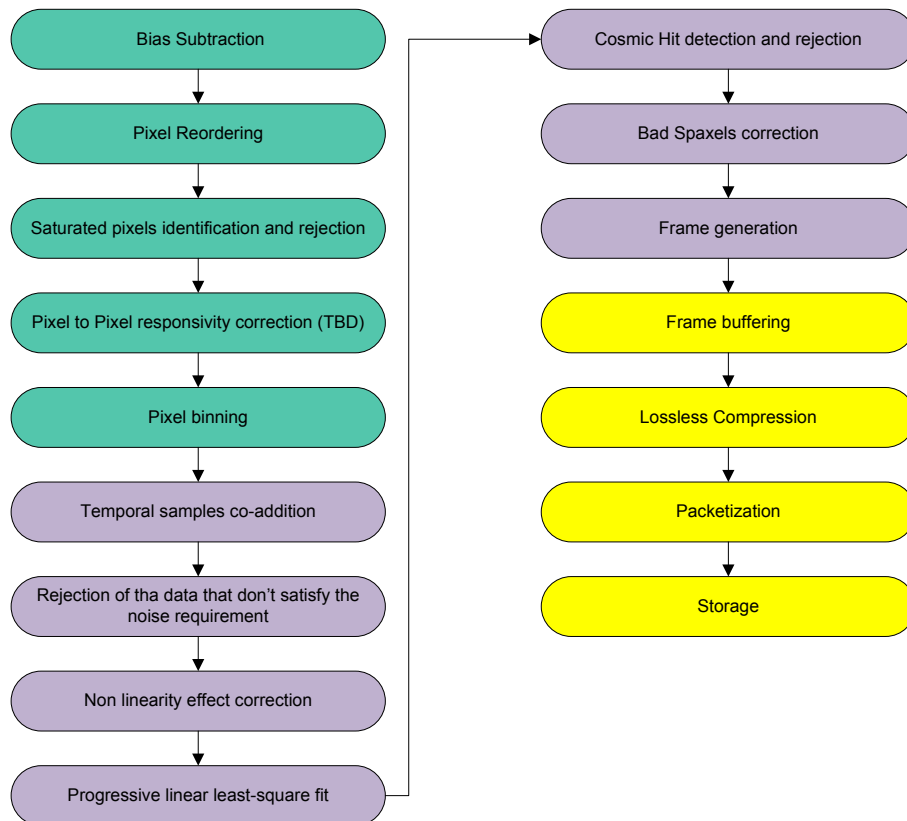 Bias Subtraction
Pixel Reordering
Saturated pixels identification and rejection
Pixel to Pixel responsivity correction (TBD)
Pixel binning
Temporal samples co-addition
Rejection of tha data that don't satisfy the
noise requirement
Non linearity effect correction
Progressive linear least-square fit
Cosmic Hit detection and rejection
Bad Spaxels correction
Frame generation
Frame buffering
Lossless Compression
Packetization
Storage